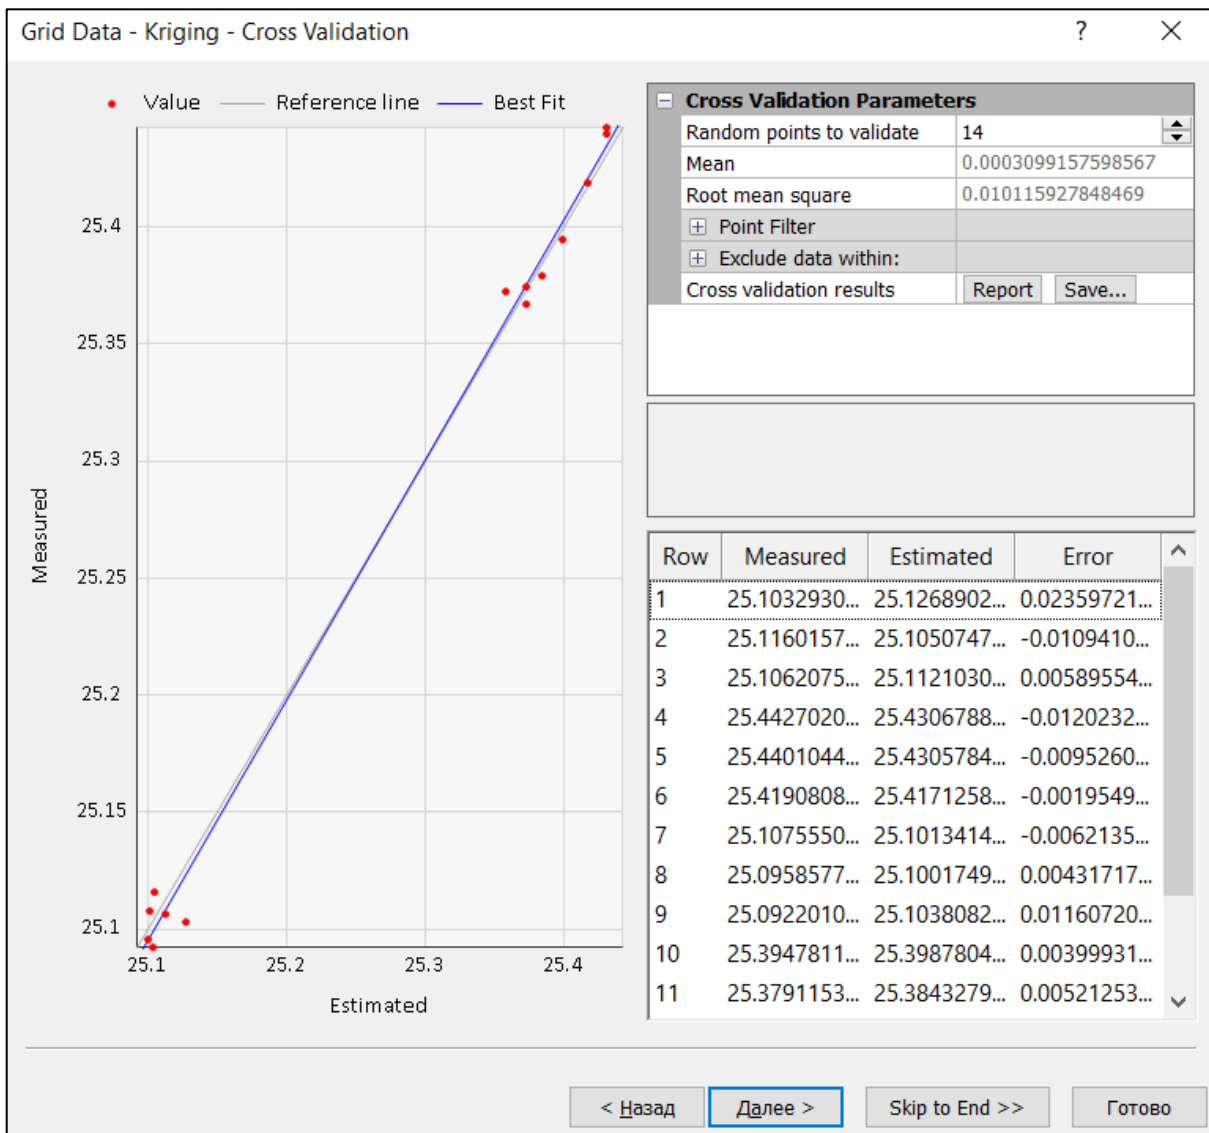 Grid Data - Kriging - Cross Validation
? ×
Value Reference line Best Fit
25.4
25.35
25.3
25.25
25.2
25.15
25.1
Measured
25.1 25.2 25.3 25.4
Estimated
Cross Validation Parameters
Random points to validate 14
Mean 0.0003099157598567
Root mean square 0.010115927848469
Point Filter
Exclude data within:
Cross validation results Report Save...
Row Measured Estimated Error
1 25.1032930... 25.1268902... 0.02359721...
2 25.1160157... 25.1050747... -0.0109410...
3 25.1062075... 25.1121030... 0.00589554...
4 25.4427020... 25.4306788... -0.0120232...
5 25.4401044... 25.4305784... -0.0095260...
6 25.4190808... 25.4171258... -0.0019549...
7 25.1075550... 25.1013414... -0.0062135...
8 25.0958577... 25.1001749... 0.00431717...
9 25.0922010... 25.1038082... 0.01160720...
10 25.3947811... 25.3987804... 0.00399931...
11 25.3791153... 25.3843279... 0.00521253...
< Назад Далее > Skip to End >> Готово